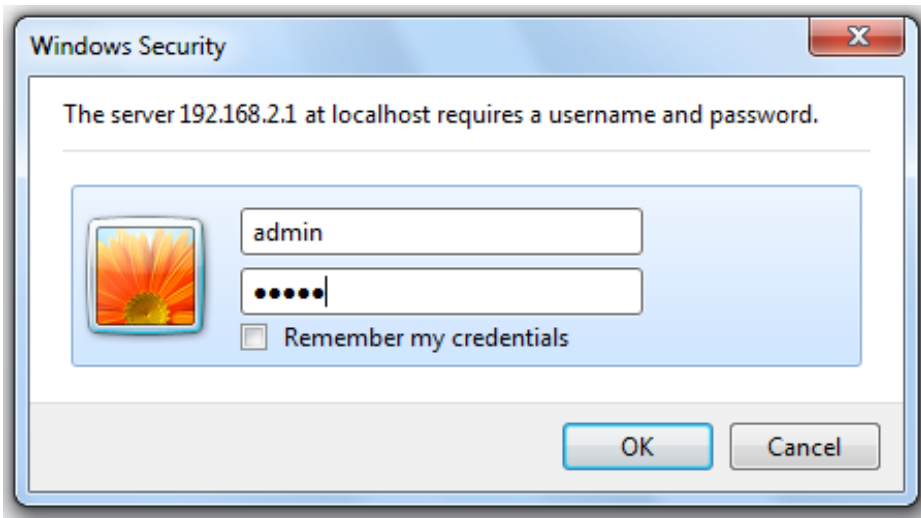 Windows Security
The server 192.168.2.1 at localhost requires a username and password.
admin
●●●●●
Remember my credentials
OK
Cancel